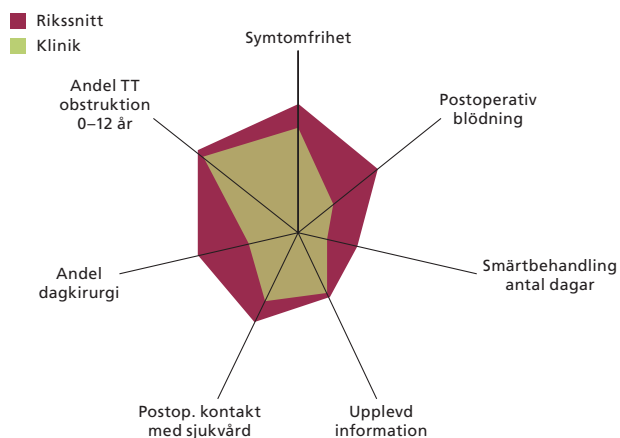 Rikssnitt
Klinik
Symtomfrihet
Andel TT
obstruktion
0–12 år
Postoperativ
blödning
Andel
dagkirurgi
Smärtbehandling
antal dagar
Postop. kontakt
med sjukvård
Upplevd
information